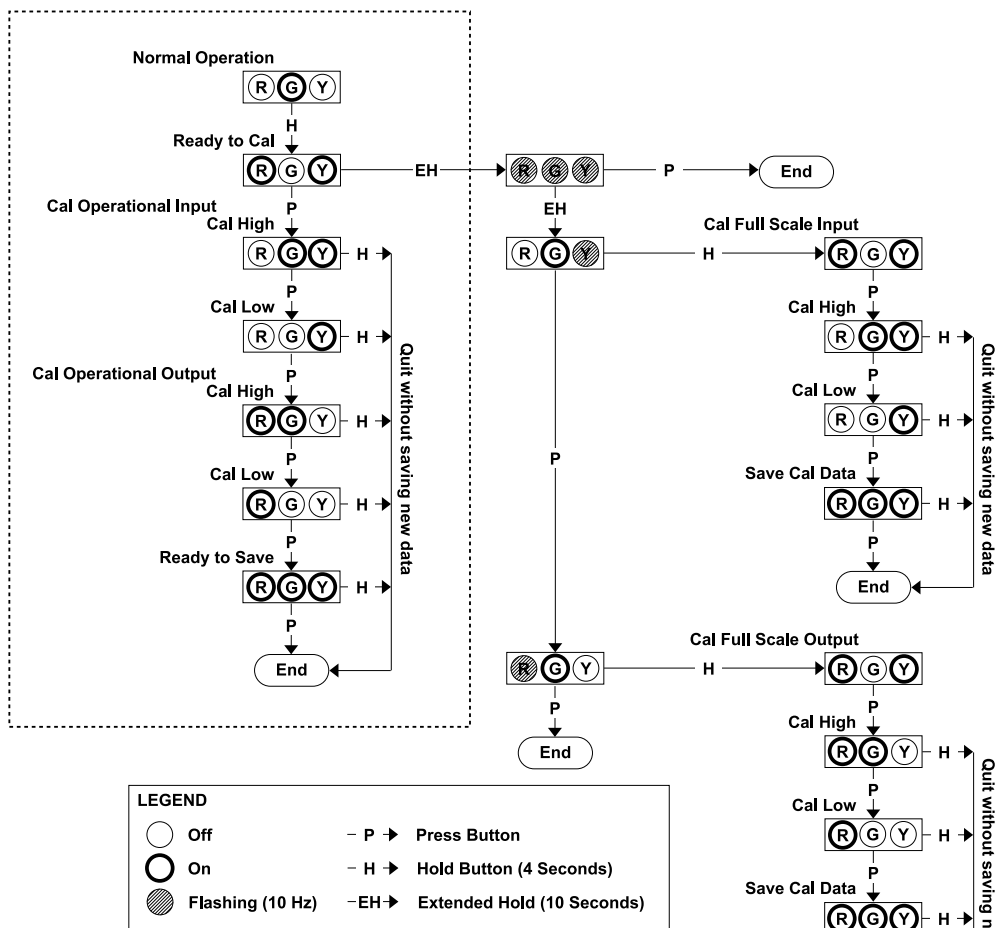 Normal Operation
R G Y
H
Ready to Cal
R G Y
EH
R G Y
P
End
P
EH
Cal Operational Input
Cal High
R G Y
H
R G Y
H
Cal Full Scale Input
R G Y
P
P
Cal Low
R G Y
H
Cal High
R G Y
H
P
P
Cal Operational Output
Cal High
R G Y
H
Cal Low
R G Y
H
P
P
Cal Low
R G Y
H
P
Save Cal Data
R G Y
H
P
P
Ready to Save
R G Y
H
End
P
End
Quit without saving new data
Quit without saving new data
R G Y
H
Cal Full Scale Output
R G Y
P
P
End
Cal High
R G Y
H
P
Cal Low
R G Y
H
P
Save Cal Data
R G Y
H
Quit without saving
LEGEND
Off
P
Press Button
On
H
Hold Button (4 Seconds)
Flashing (10 Hz)
EH
Extended Hold (10 Seconds)